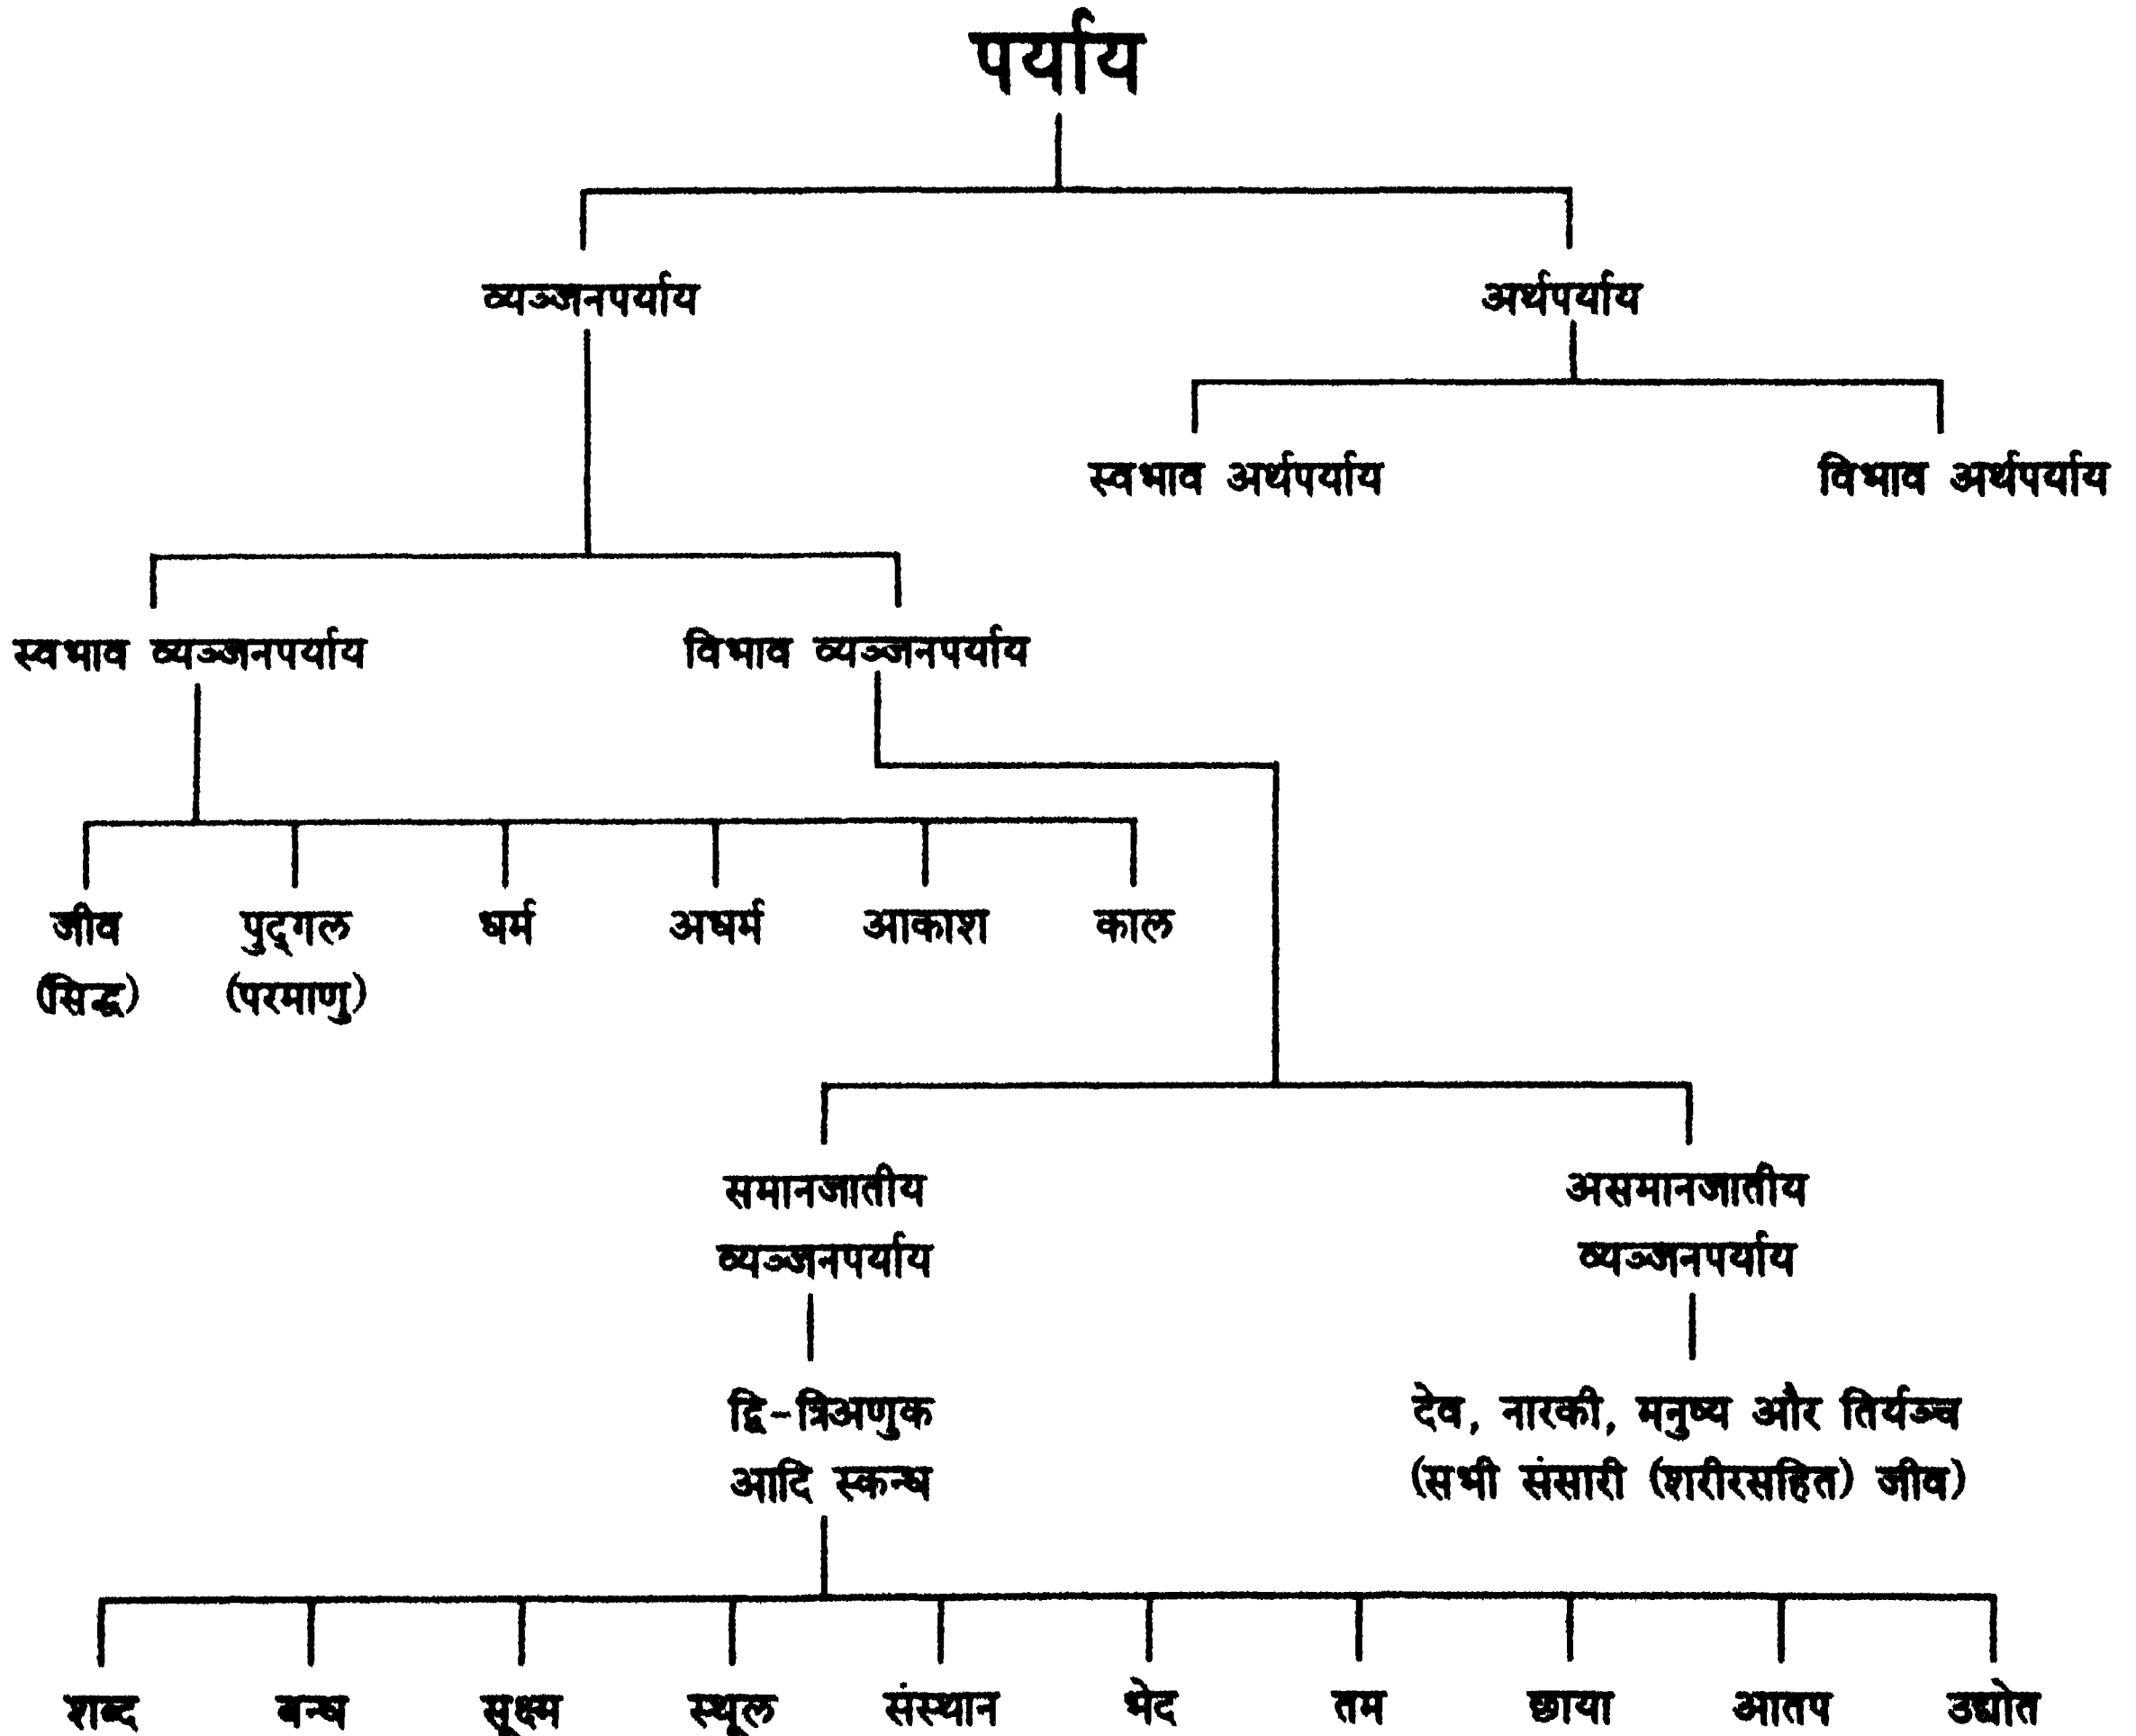 पर्याय
व्यञ्जनपर्याय अर्थपर्याय
स्वभाव अर्थपर्याय विभाव अर्थपर्याय
स्वभाव व्यञ्जनपर्याय विभाव व्यञ्जनपर्याय
जीव पुद्गल धर्म अधर्म आकाश काल
(सिद्ध) (परमाणु)
समानजातीय असमानजातीय
व्यञ्जनपर्याय व्यञ्जनपर्याय
द्वि-त्रिअणुक देव, नारकी, मनुष्य और तिर्यञ्च
आदि स्कन्ध (सभी संसारी (शरीरसहित) जीव)
शब्द बन्ध सूक्ष्म स्थूल संस्थान भेद तम छाया आतप उद्योत